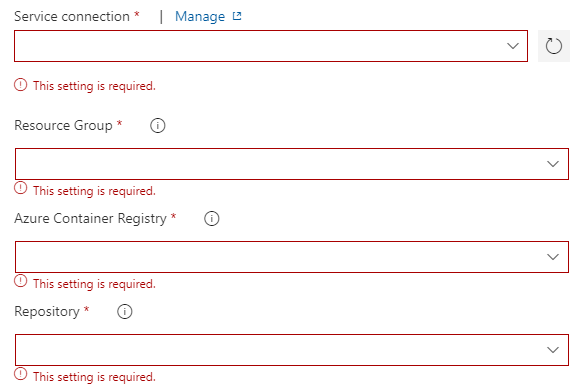 Service connection * | Manage
This setting is required.
Resource Group *
This setting is required.
Azure Container Registry *
This setting is required.
Repository *
This setting is required.